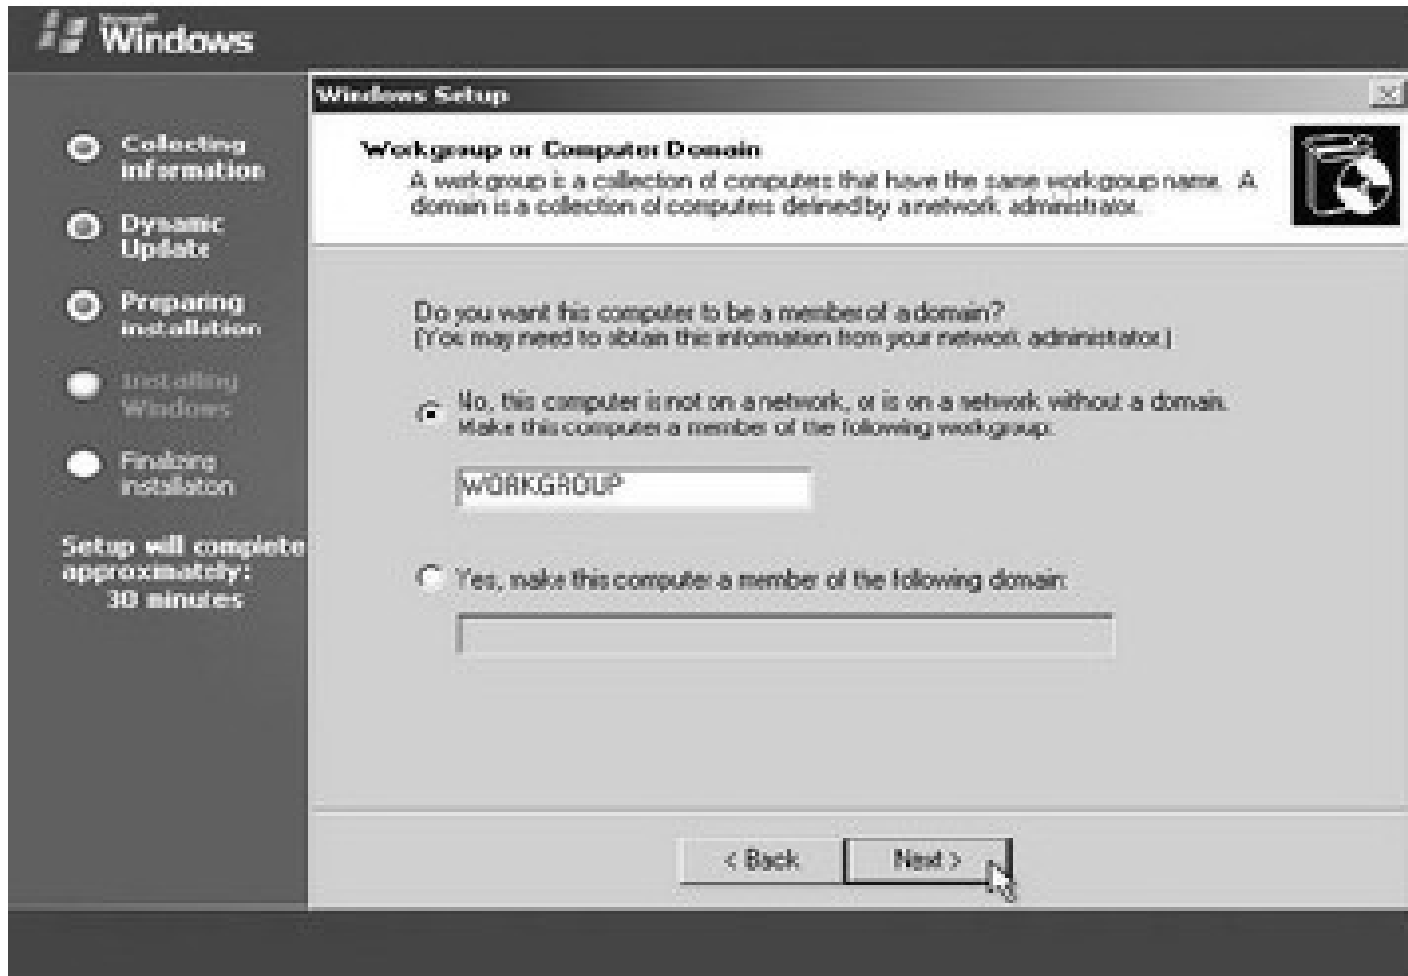 Microsoft
Windows
Windows Setup
Collecting
information
Dynamic
Update
Preparing
installation
Installing
Windows
Finalizing
installation
Setup will complete
approximately:
30 minutes
Workgroup or Computer Domain
A workgroup is a collection of computers that have the same workgroup name. A
domain is a collection of computers defined by a network administrator.
Do you want this computer to be a member of a domain?
(You may need to obtain this information from your network administrator.)
No, this computer is not on a network, or is on a network without a domain.
Make this computer a member of the following workgroup:
WORKGROUP
Yes, make this computer a member of the following domain:
< Back
Next >